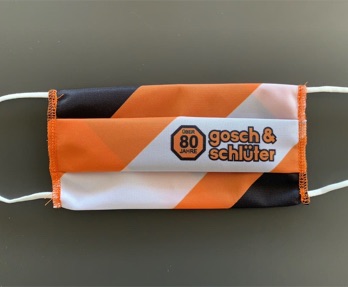 ÜBER
80
JAHRE
gosch &
schlüter